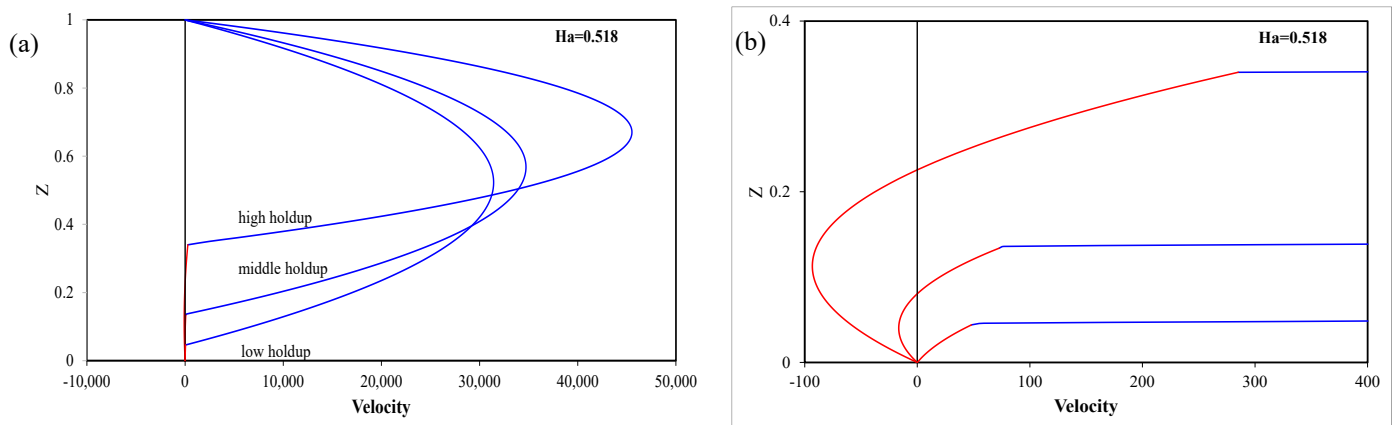 (a)
Ha=0.518
1
0.8
0.6
0.4
0.2
0
Z
high holdup
middle holdup
low holdup
-10,000 0 10,000 20,000 30,000 40,000 50,000
Velocity
(b)
Ha=0.518
0.4
0.2
0
Z
-100 0 100 200 300 400
Velocity